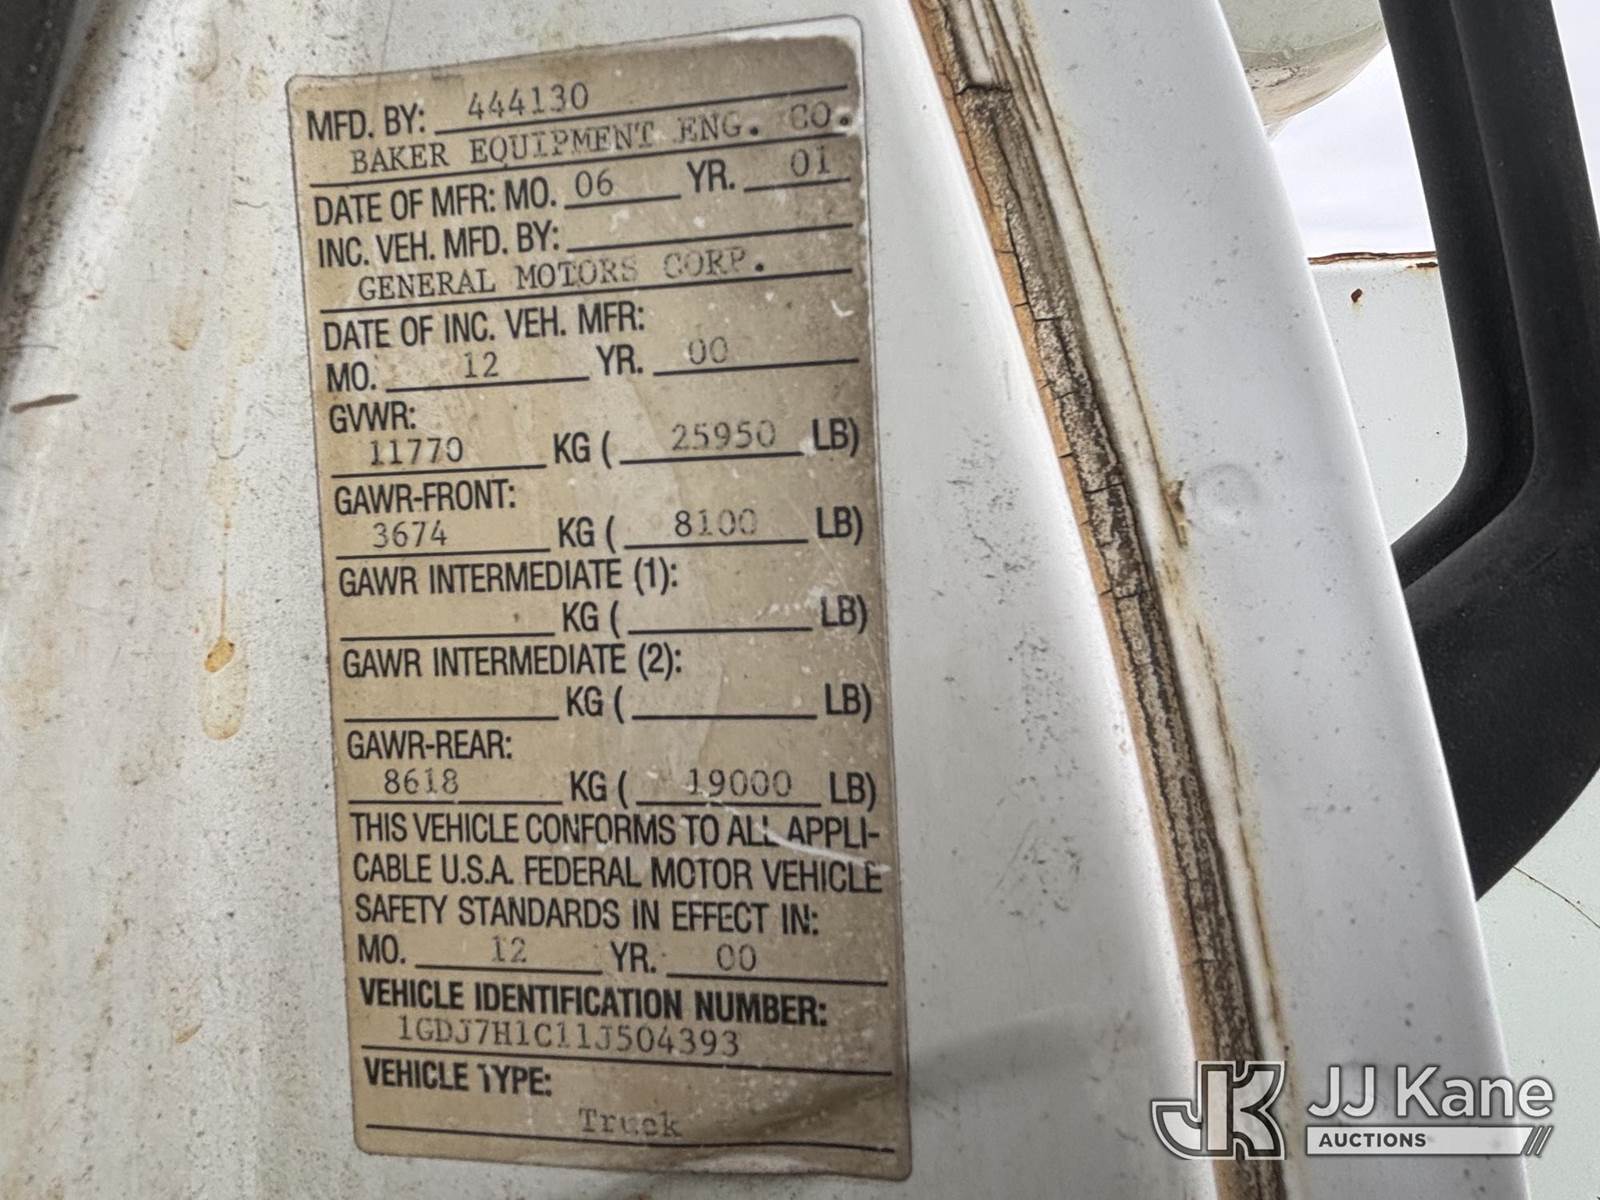 MFD. BY: 444130
BAKER EQUIPMENT ENG. CO.
DATE OF MFR: MO. 06 YR. 01
INC. VEH. MFD. BY:
GENERAL MOTORS CORP.
DATE OF INC. VEH. MFR:
MO. 12 YR. 00
GVWR:
11770 KG ( 25950 LB)
GAWR-FRONT:
3674 KG ( 8100 LB)
GAWR INTERMEDIATE (1):
KG ( LB)
GAWR INTERMEDIATE (2):
KG ( LB)
GAWR-REAR:
8618 KG ( 19000 LB)
THIS VEHICLE CONFORMS TO ALL APPLI-
CABLE U.S.A. FEDERAL MOTOR VEHICLE
SAFETY STANDARDS IN EFFECT IN:
MO. 12 YR. 00
VEHICLE IDENTIFICATION NUMBER:
1GDJ7H1C11J504393
VEHICLE TYPE:
Truck
JK JJ Kane
AUCTIONS